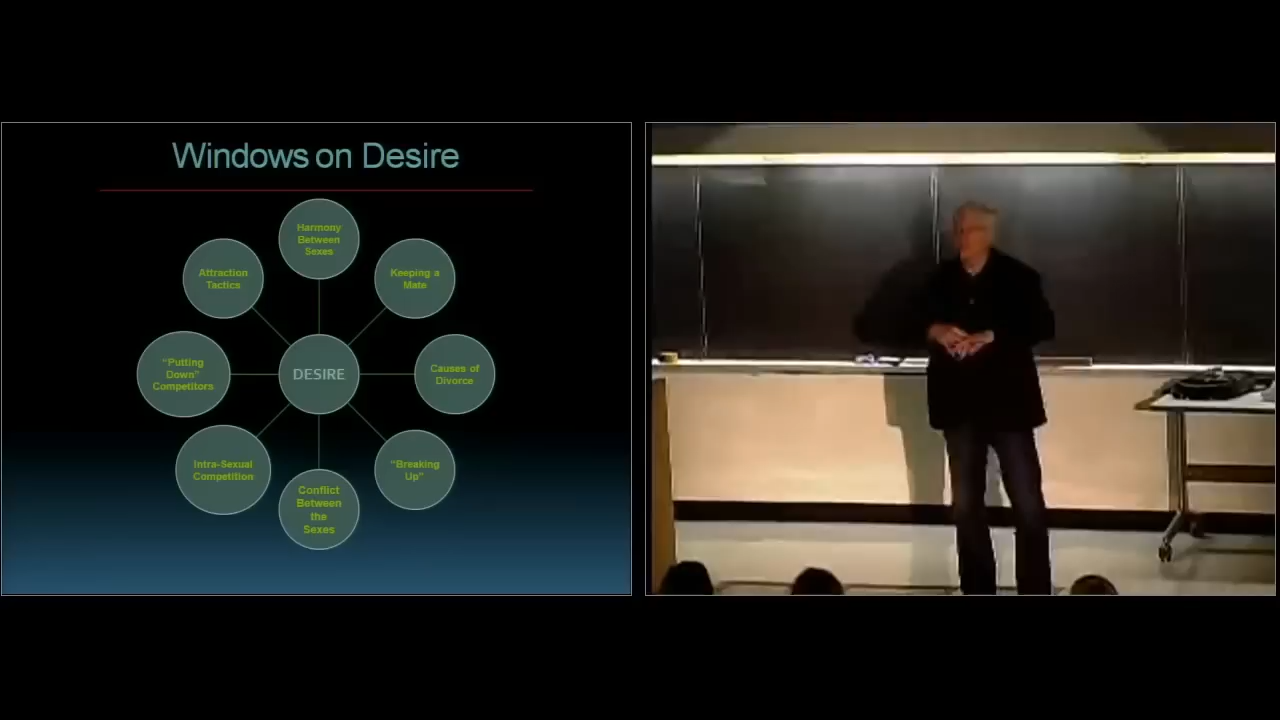 Windows on Desire
Harmony
Between
Sexes
Attraction
Tactics
Keeping a
Mate
"Putting
Down"
Competitors
DESIRE
Causes of
Divorce
Intra-Sexual
Competition
"Breaking
Up"
Conflict
Between
the
Sexes